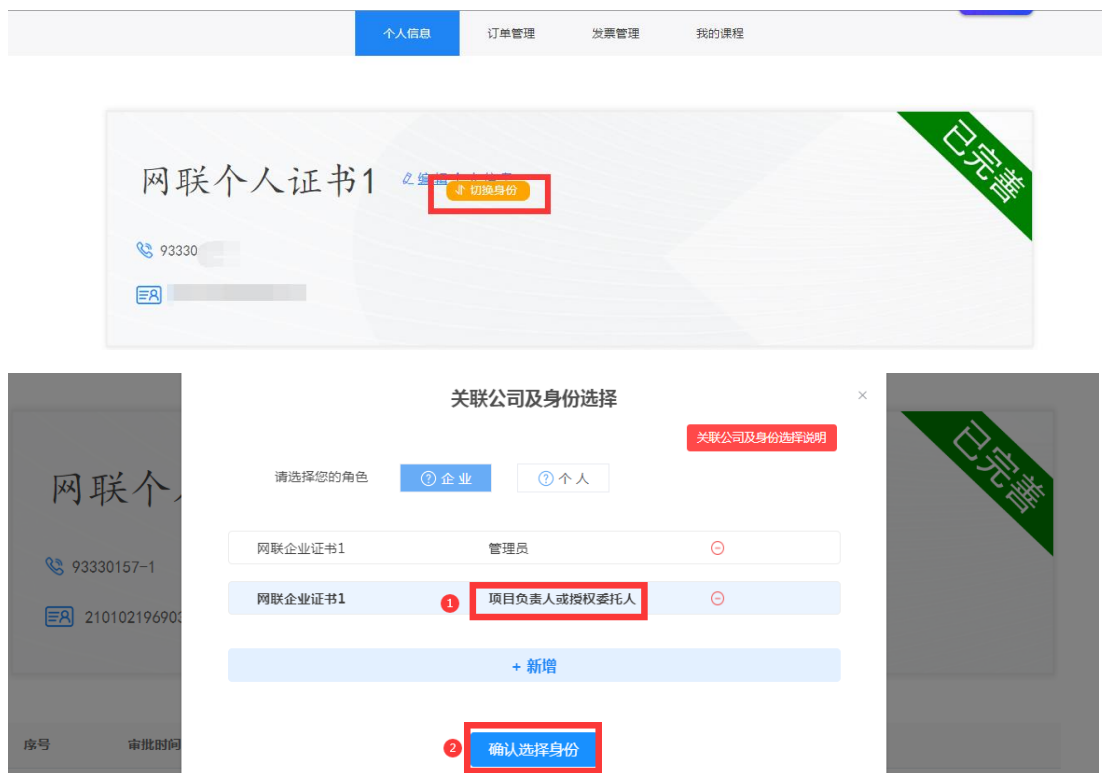 个人信息 订单管理 发票管理 我的课程
已完善
网联个人证书1
切换身份
93330
关联公司及身份选择
关联公司及身份选择说明
请选择您的角色 企业 个人
网联个
已完善
网联企业证书1 管理员
93330157-1
网联企业证书1 1 项目负责人或授权委托人
21010219690
+ 新增
序号 审批时间
2 确认选择身份